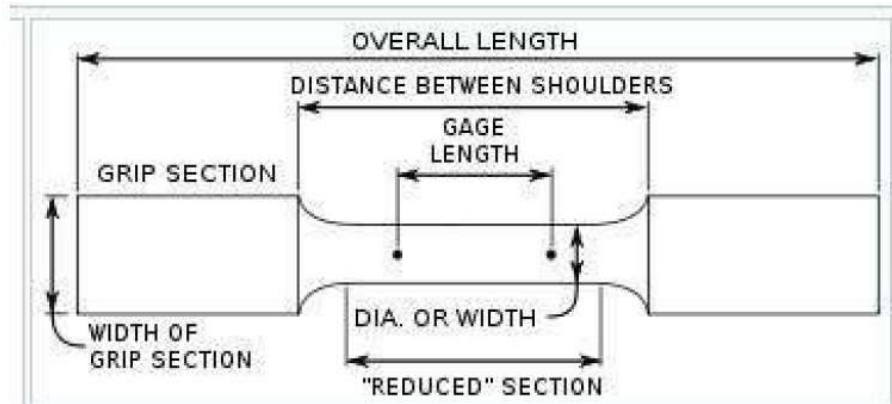 OVERALL LENGTH
DISTANCE BETWEEN SHOULDERS
GAGE
LENGTH
GRIP SECTION
DIA. OR WIDTH
WIDTH OF
GRIP SECTION
"REDUCED" SECTION